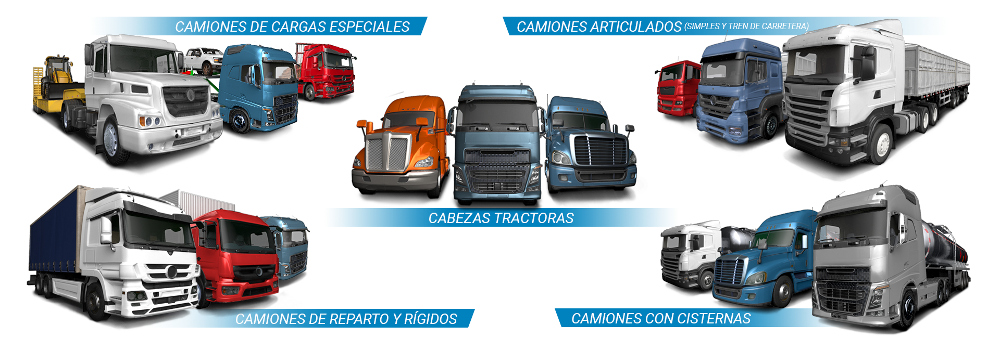 CAMIONES DE CARGAS ESPECIALES
CAMIONES ARTICULADOS (SIMPLES Y TREN DE CARRETERA)
CABEZAS TRACTORAS
CAMIONES DE REPARTO Y RÍGIDOS
CAMIONES CON CISTERNAS